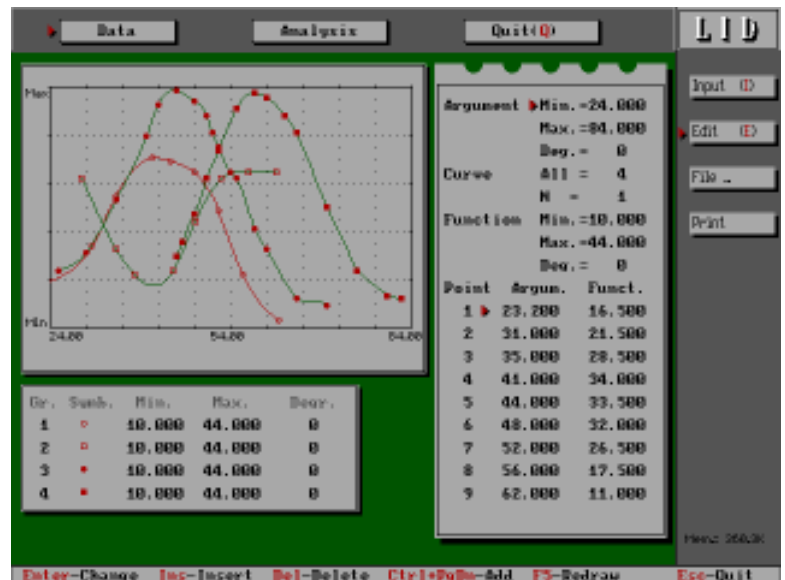 Data Analysis Quit(Q) LID
Input (I)
Edit (E)
File ...
Print
Max
Min
24.00 54.00 84.00
Argument Min.=24.000
Max.=84.000
Deg.= 0
Curve All = 4
N = 1
Function Min.=10.000
Max.=44.000
Deg.= 0
Point Argum. Funct.
1 23.200 16.500
2 31.000 21.500
3 35.000 28.500
4 41.000 34.000
5 44.000 33.500
6 48.000 32.000
7 52.000 26.500
8 56.000 17.500
9 62.000 11.000
Gr. Sumb. Min. Max. Degr.
1 10.000 44.000 0
2 10.000 44.000 0
3 10.000 44.000 0
4 10.000 44.000 0
Enter-Change Ins-Insert Del-Delete Ctrl+PgDn-Add F5-Redraw Esc-Quit